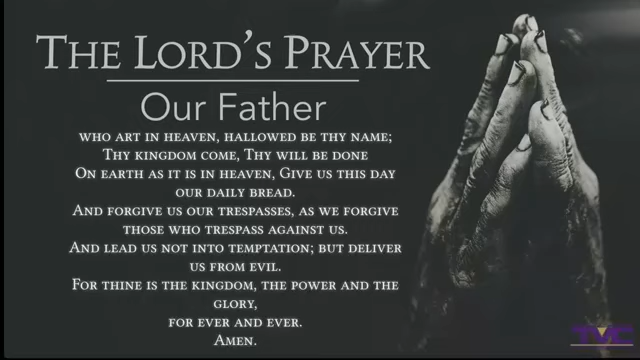 The Lord's Prayer
Our Father
who art in heaven, hallowed be thy name;
Thy kingdom come, Thy will be done
On earth as it is in heaven, Give us this day
our daily bread.
And forgive us our trespasses, as we forgive
those who trespass against us.
And lead us not into temptation; but deliver
us from evil.
For thine is the kingdom, the power and the
glory,
for ever and ever.
Amen.
TMC